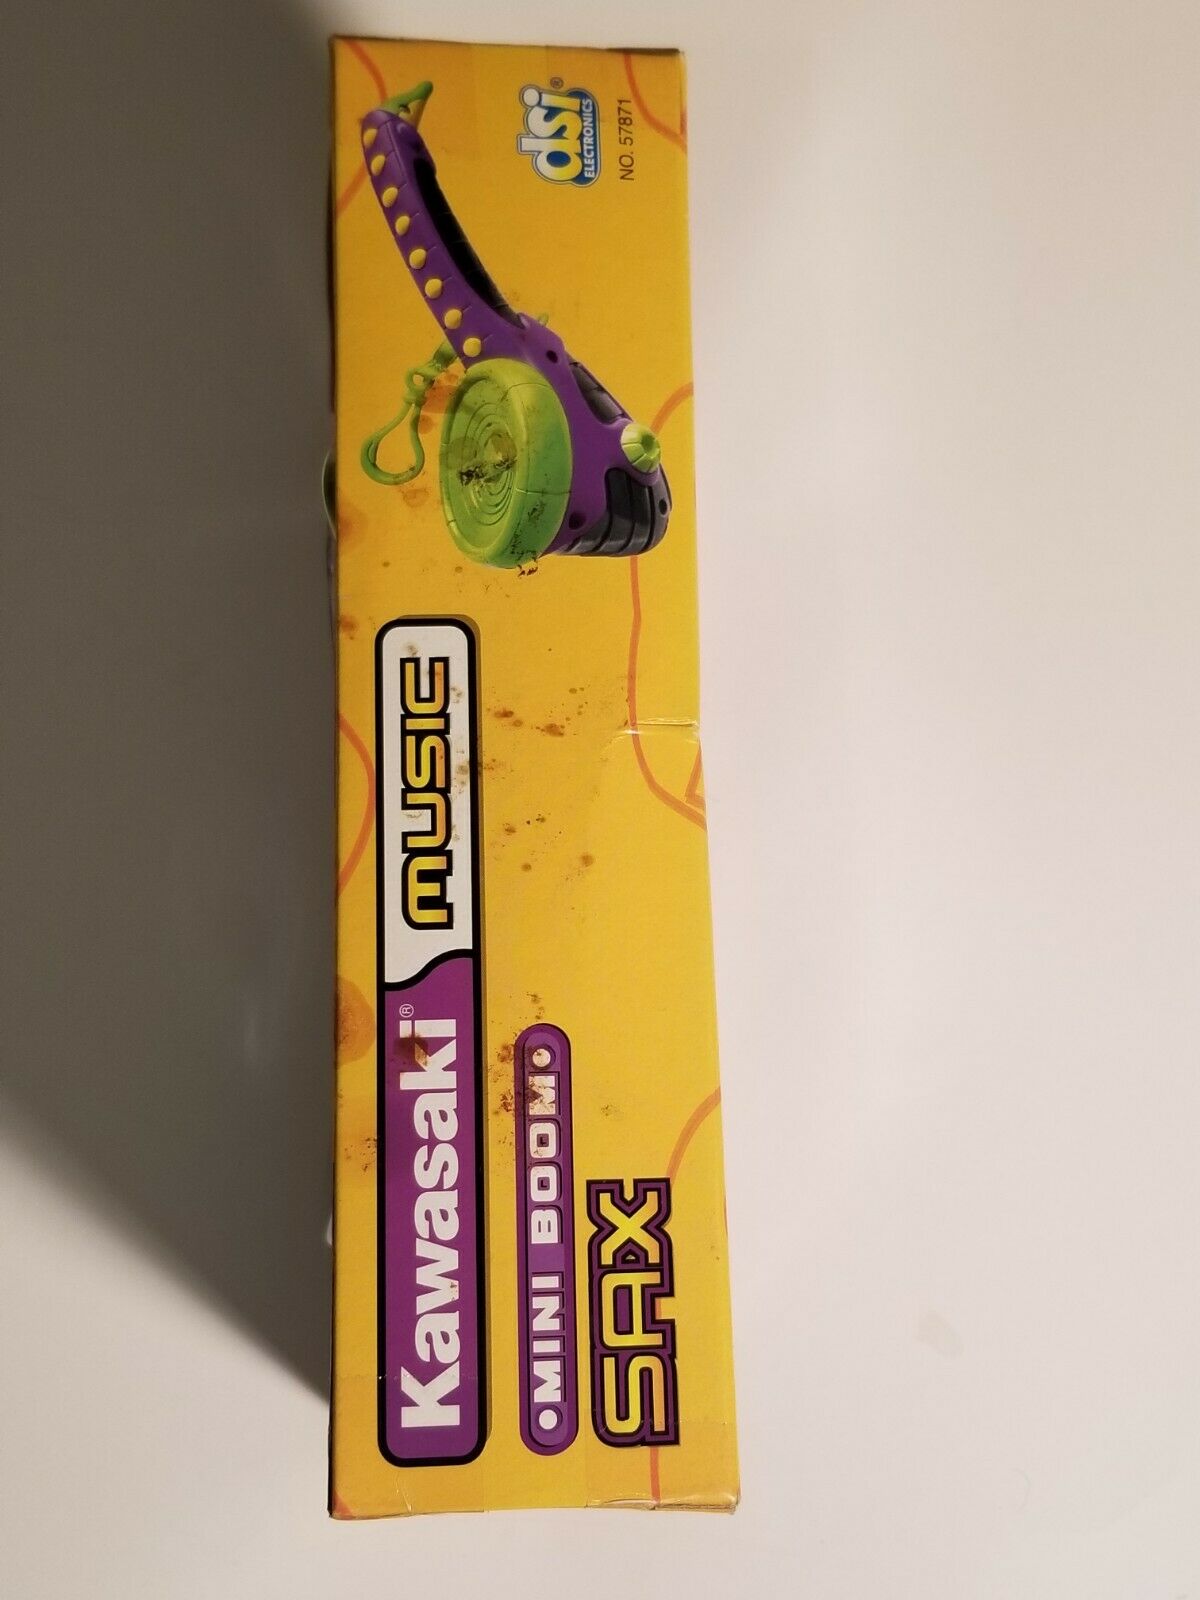 Kawasaki® MUSIC
MINI BOOM
SAX
dsi®
ELECTRONICS
NO. 57871